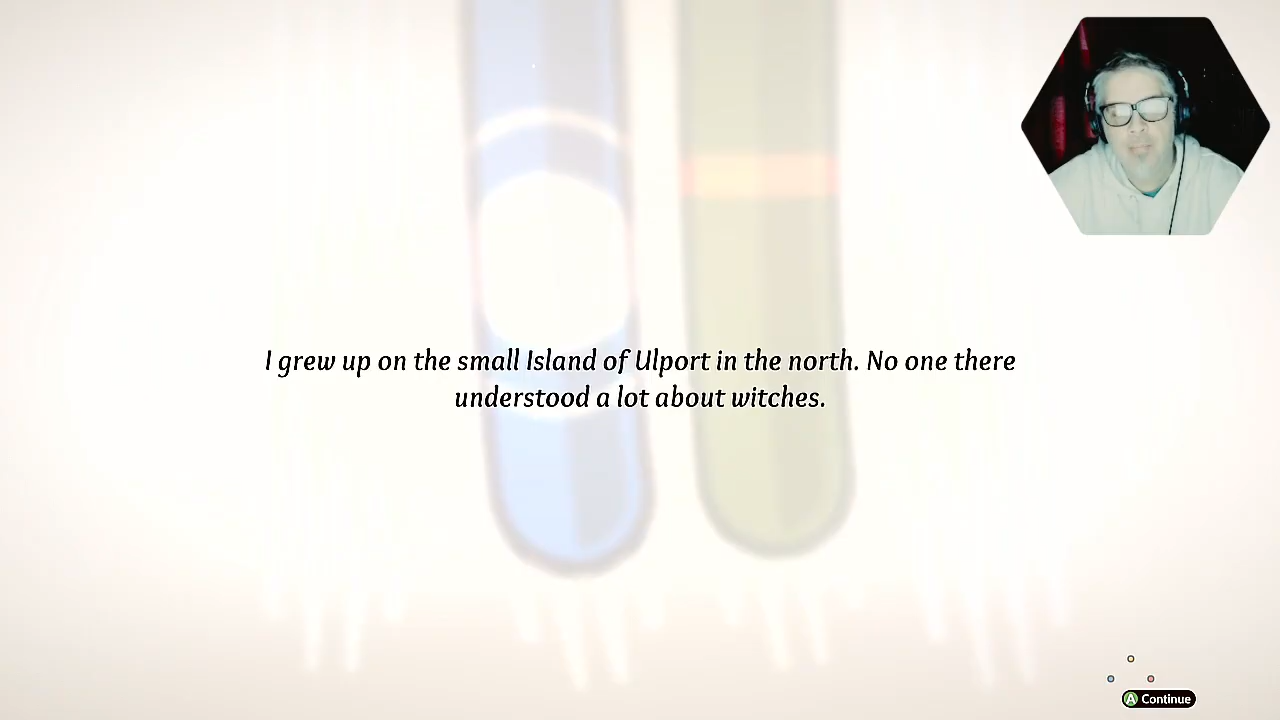 I grew up on the small Island of Ulport in the north. No one there
understood a lot about witches.
A Continue